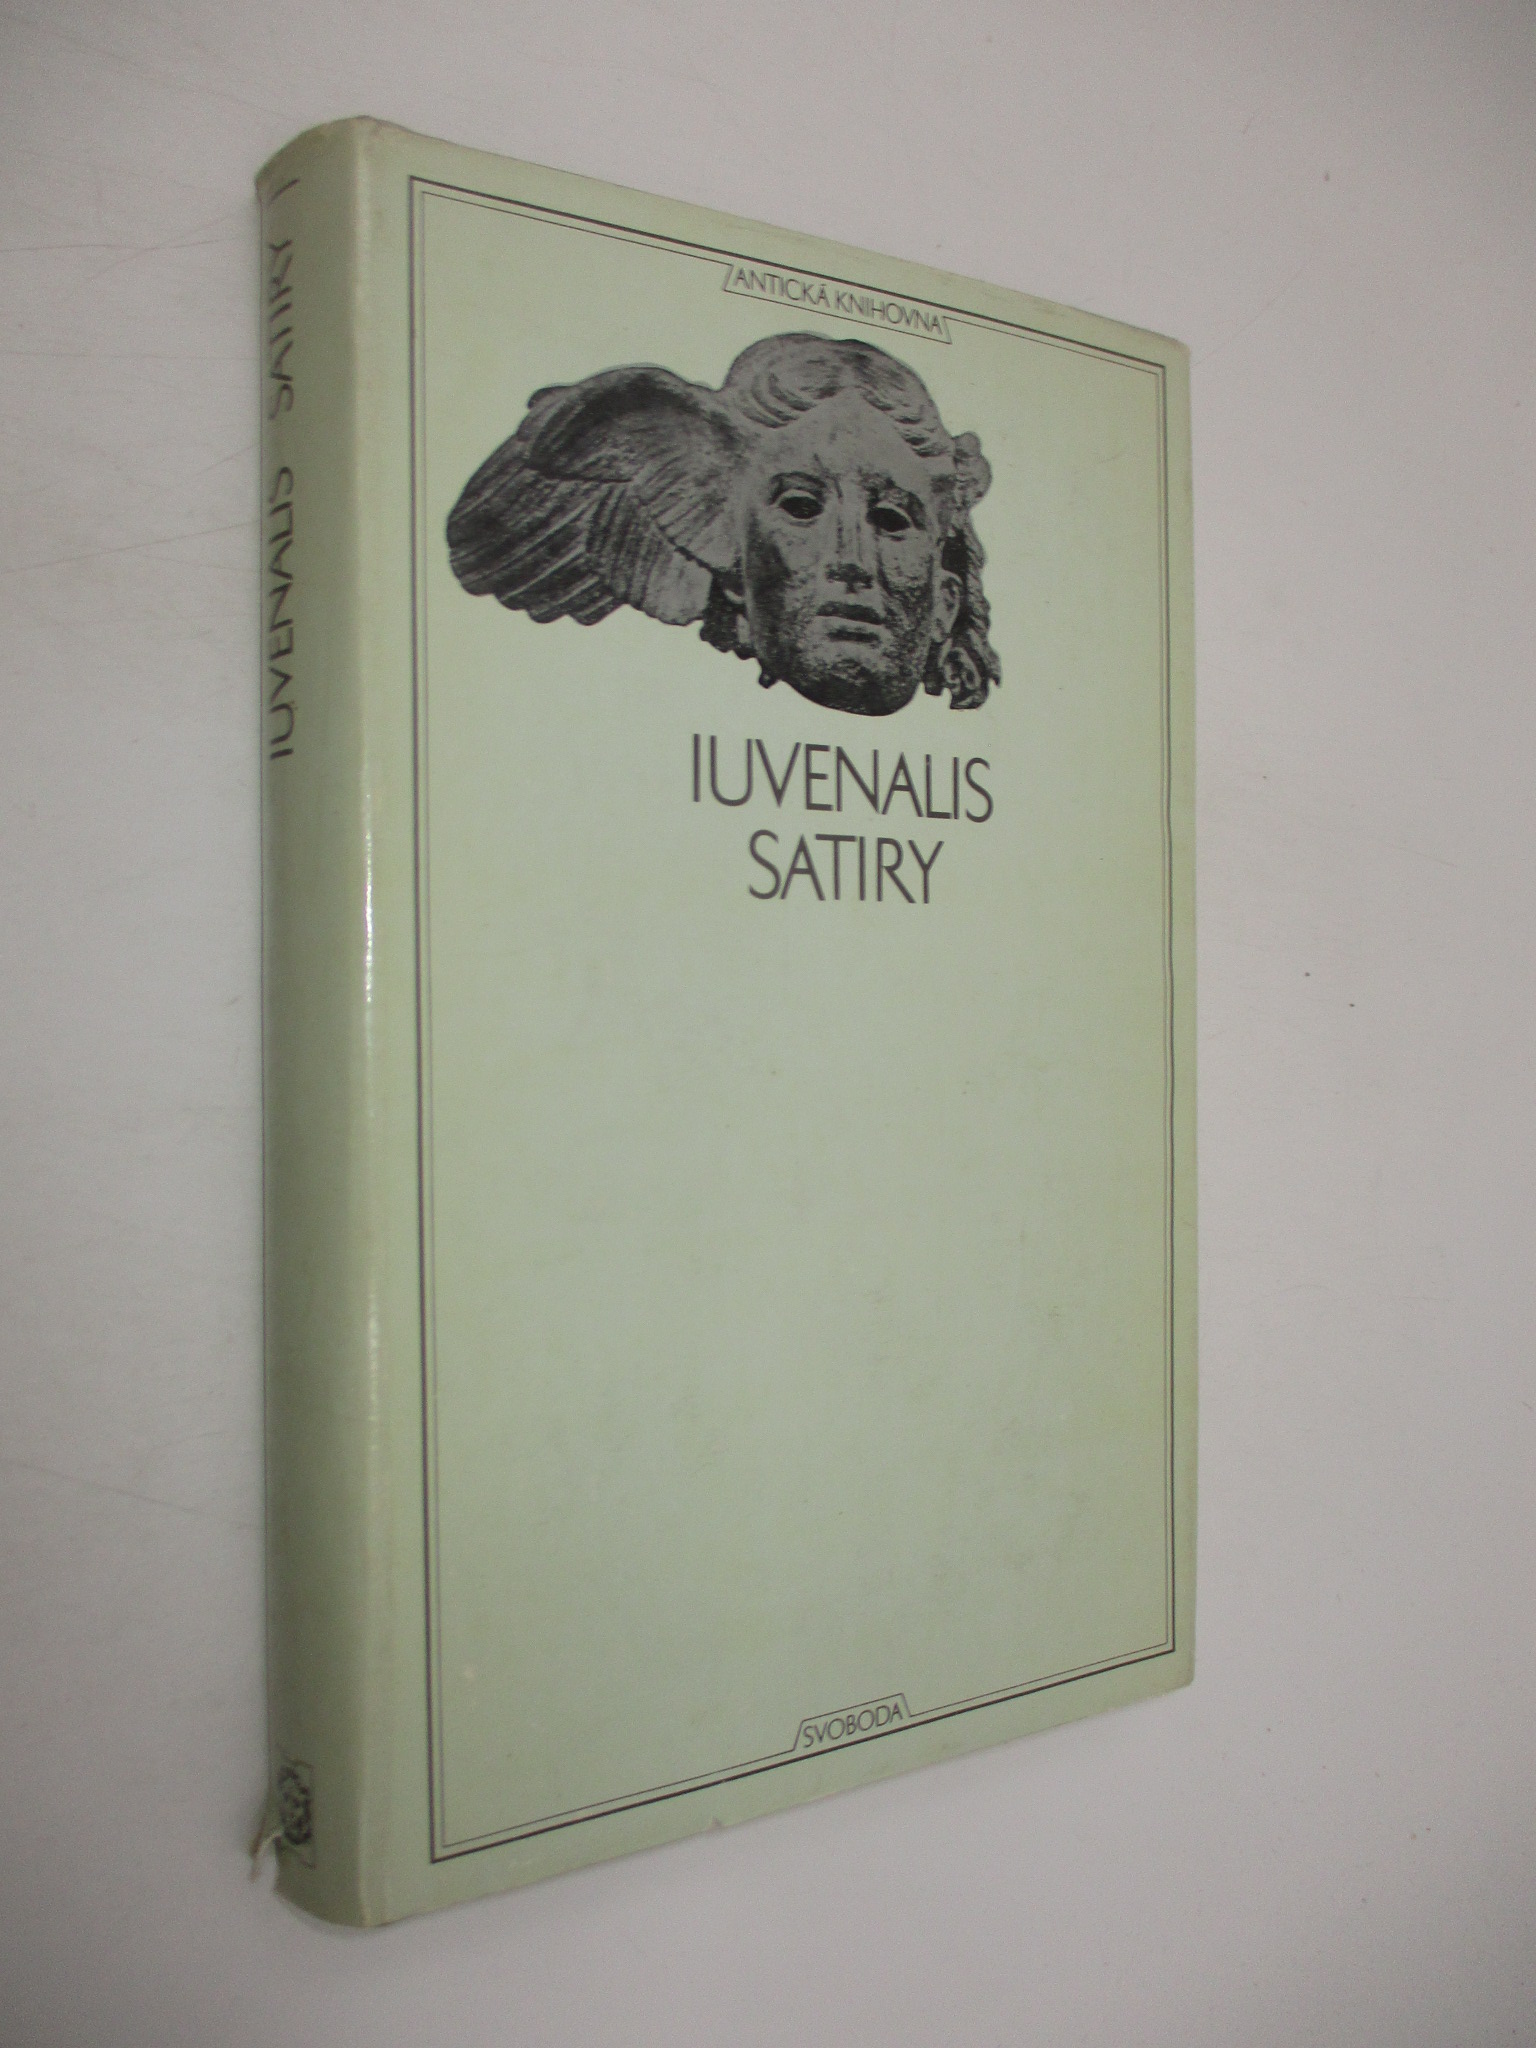 IUVENALIS SATIRY
ANTICKÁ KNIHOVNA
IUVENALIS
SATIRY
SVOBODA